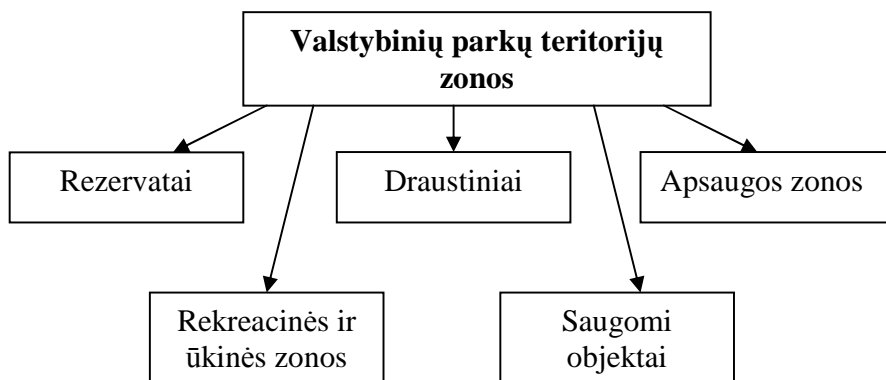 Valstybinių parkų teritorijų
zonos
Rezervatai
Draustiniai
Apsaugos zonos
Rekreacinės ir
ūkinės zonos
Saugomi
objektai